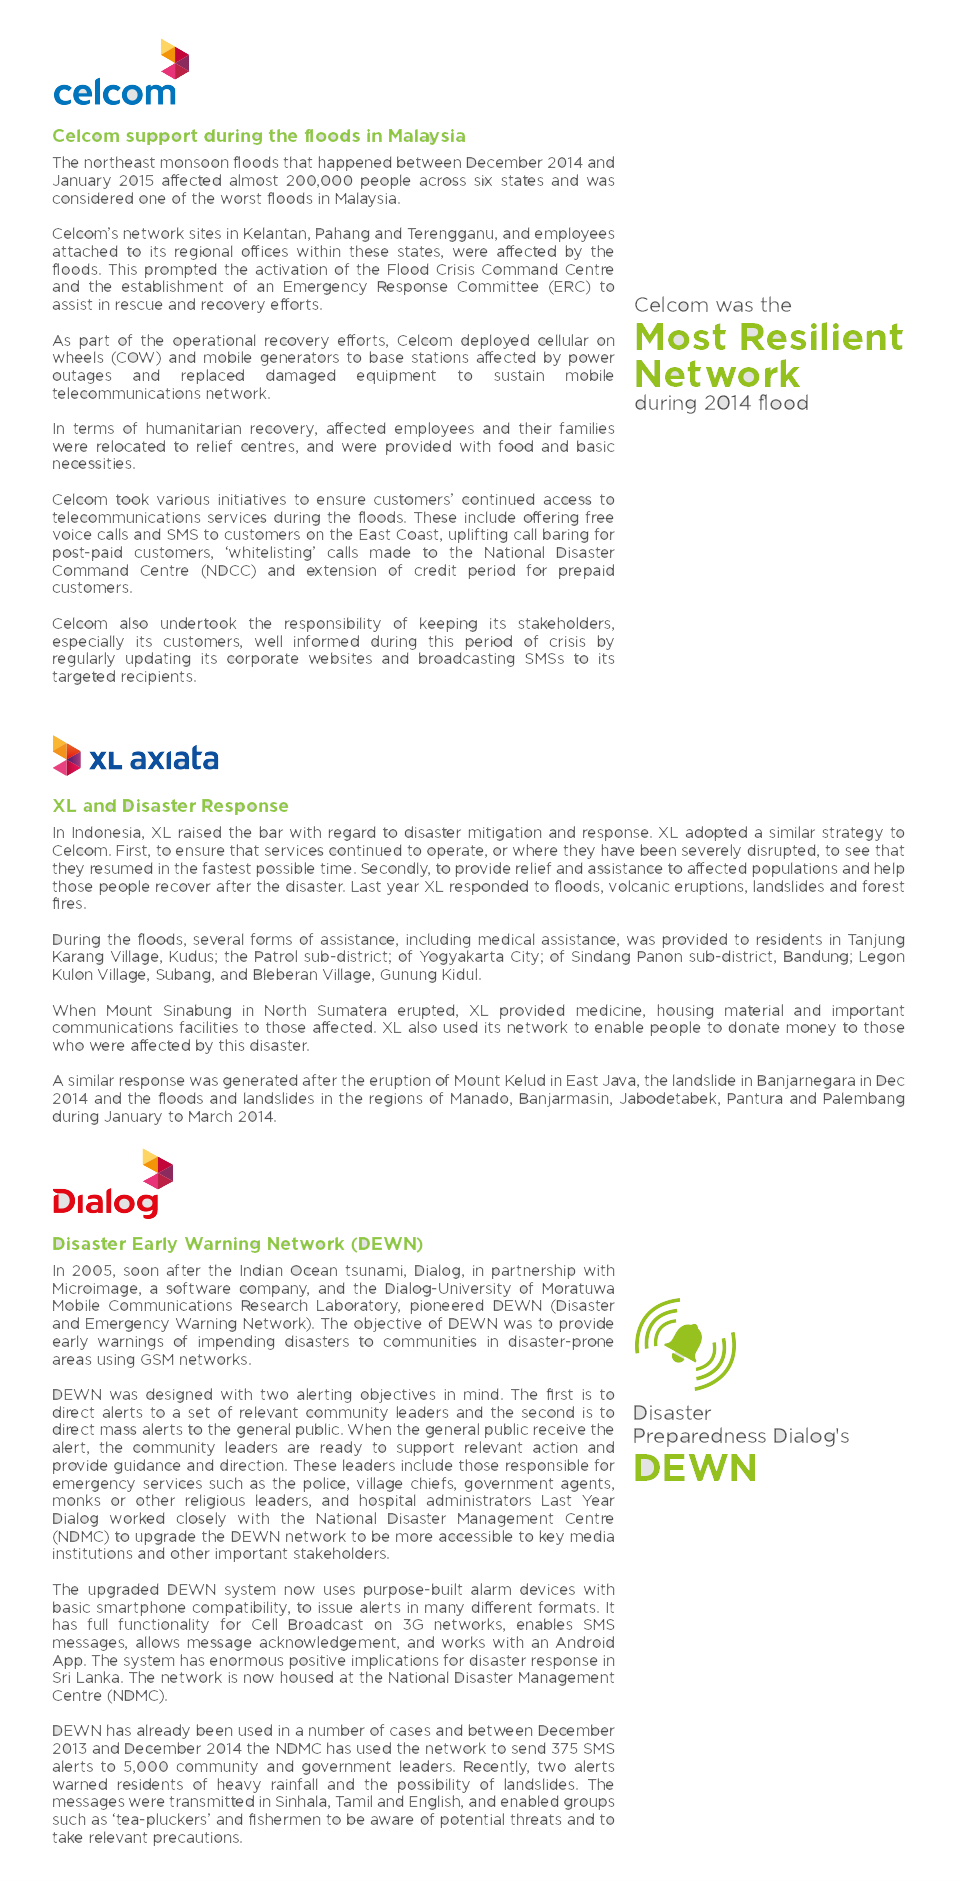 celcom
Celcom support during the floods in Malaysia
The northeast monsoon floods that happened between December 2014 and
January 2015 affected almost 200,000 people across six states and was
considered one of the worst floods in Malaysia.
Celcom's network sites in Kelantan, Pahang and Terengganu, and employees
attached to its regional offices within these states, were affected by the
floods. This prompted the activation of the Flood Crisis Command Centre
and the establishment of an Emergency Response Committee (ERC) to
assist in rescue and recovery efforts.
As part of the operational recovery efforts, Celcom deployed cellular on
wheels (COW) and mobile generators to base stations affected by power
outages and replaced damaged equipment to sustain mobile
telecommunications network.
In terms of humanitarian recovery, affected employees and their families
were relocated to relief centres, and were provided with food and basic
necessities.
Celcom took various initiatives to ensure customers' continued access to
telecommunications services during the floods. These include offering free
voice calls and SMS to customers on the East Coast, uplifting call baring for
post-paid customers, 'whitelisting' calls made to the National Disaster
Command Centre (NDCC) and extension of credit period for prepaid
customers.
Celcom also undertook the responsibility of keeping its stakeholders,
especially its customers, well informed during this period of crisis by
regularly updating its corporate websites and broadcasting SMSs to its
targeted recipients.
Celcom was the
Most Resilient
Network
during 2014 flood
XL axiata
XL and Disaster Response
In Indonesia, XL raised the bar with regard to disaster mitigation and response. XL adopted a similar strategy to
Celcom. First, to ensure that services continued to operate, or where they have been severely disrupted, to see that
they resumed in the fastest possible time. Secondly, to provide relief and assistance to affected populations and help
those people recover after the disaster. Last year XL responded to floods, volcanic eruptions, landslides and forest
fires.
During the floods, several forms of assistance, including medical assistance, was provided to residents in Tanjung
Karang Village, Kudus; the Patrol sub-district; of Yogyakarta City; of Sindang Panon sub-district, Bandung; Legon
Kulon Village, Subang, and Bleberan Village, Gunung Kidul.
When Mount Sinabung in North Sumatera erupted, XL provided medicine, housing material and important
communications facilities to those affected. XL also used its network to enable people to donate money to those
who were affected by this disaster.
A similar response was generated after the eruption of Mount Kelud in East Java, the landslide in Banjarnegara in Dec
2014 and the floods and landslides in the regions of Manado, Banjarmasin, Jabodetabek, Pantura and Palembang
during January to March 2014.
Dialog
Disaster Early Warning Network (DEWN)
In 2005, soon after the Indian Ocean tsunami, Dialog, in partnership with
Microimage, a software company, and the Dialog-University of Moratuwa
Mobile Communications Research Laboratory, pioneered DEWN (Disaster
and Emergency Warning Network). The objective of DEWN was to provide
early warnings of impending disasters to communities in disaster-prone
areas using GSM networks.
DEWN was designed with two alerting objectives in mind. The first is to
direct alerts to a set of relevant community leaders and the second is to
direct mass alerts to the general public. When the general public receive the
alert, the community leaders are ready to support relevant action and
provide guidance and direction. These leaders include those responsible for
emergency services such as the police, village chiefs, government agents,
monks or other religious leaders, and hospital administrators Last Year
Dialog worked closely with the National Disaster Management Centre
(NDMC) to upgrade the DEWN network to be more accessible to key media
institutions and other important stakeholders.
The upgraded DEWN system now uses purpose-built alarm devices with
basic smartphone compatibility, to issue alerts in many different formats. It
has full functionality for Cell Broadcast on 3G networks, enables SMS
messages, allows message acknowledgement, and works with an Android
App. The system has enormous positive implications for disaster response in
Sri Lanka. The network is now housed at the National Disaster Management
Centre (NDMC).
DEWN has already been used in a number of cases and between December
2013 and December 2014 the NDMC has used the network to send 375 SMS
alerts to 5,000 community and government leaders. Recently, two alerts
warned residents of heavy rainfall and the possibility of landslides. The
messages were transmitted in Sinhala, Tamil and English, and enabled groups
such as 'tea-pluckers' and fishermen to be aware of potential threats and to
take relevant precautions.
Disaster
Preparedness Dialog's
DEWN